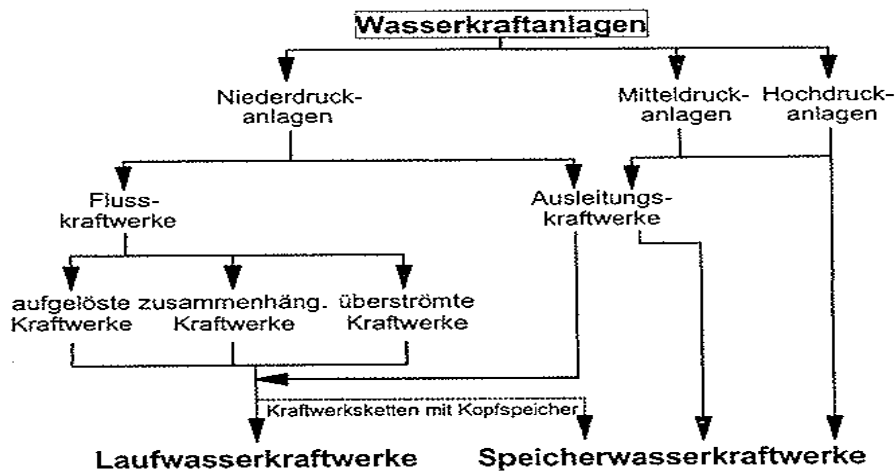 Wasserkraftanlagen
Niederdruck-
anlagen
Mitteldruck-
anlagen
Hochdruck-
anlagen
Fluss-
kraftwerke
Ausleitungs-
kraftwerke
aufgelöste
Kraftwerke
zusammenhäng.
Kraftwerke
überströmte
Kraftwerke
Kraftwerksketten mit Kopfspeicher
Laufwasserkraftwerke
Speicherwasserkraftwerke